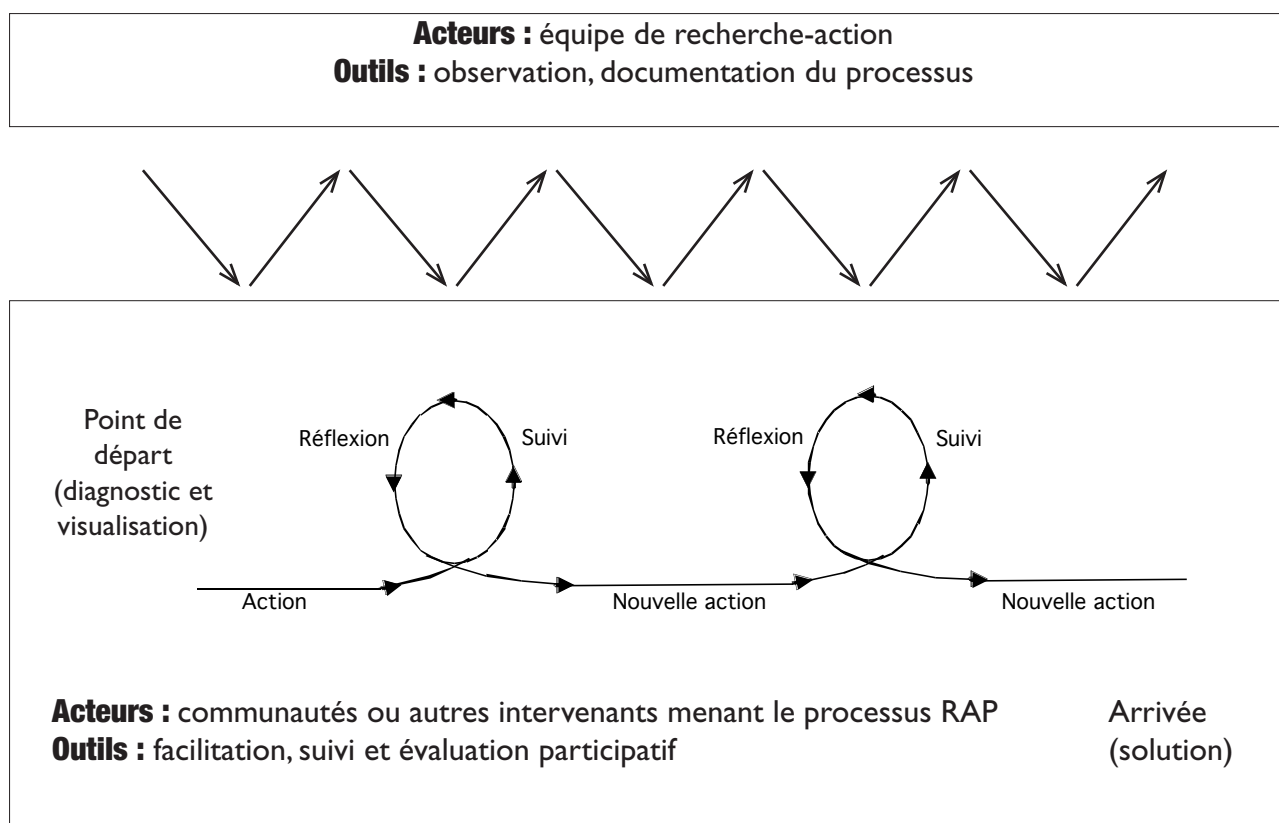 Acteurs : équipe de recherche-action
Outils : observation, documentation du processus
Point de
départ
(diagnostic et
visualisation)
Réflexion
Suivi
Réflexion
Suivi
Action
Nouvelle action
Nouvelle action
Acteurs : communautés ou autres intervenants menant le processus RAP
Outils : facilitation, suivi et évaluation participatif
Arrivée
(solution)